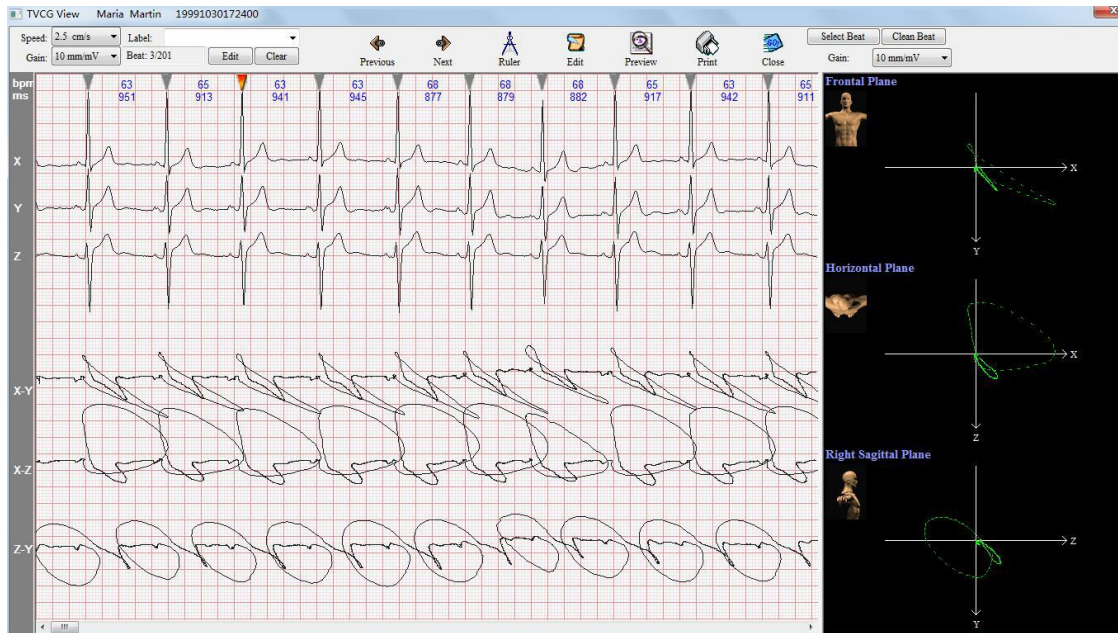 TVCG View Maria Martin 19991030172400
Speed: 2.5 cm/s Label:
Gain: 10 mm/mV Beat: 3/201 Edit Clear
Previous Next Ruler Edit Preview Print Close
Select Beat Clean Beat
Gain: 10 mm/mV
bpm 63 65 63 63 68 68 68 65 63 65
ms 951 913 941 945 877 879 882 917 942 911
X
Y
Z
X-Y
X-Z
Z-Y
Frontal Plane
X
Y
Horizontal Plane
X
Z
Right Sagittal Plane
Z
Y